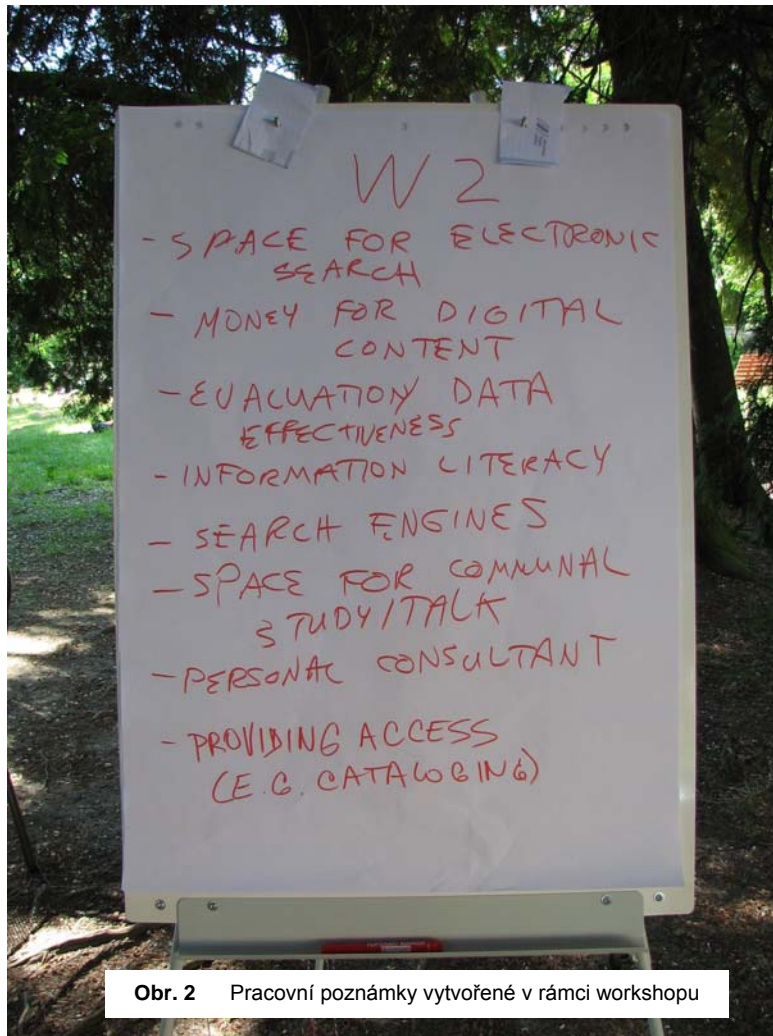 W 2
- SPACE FOR ELECTRONIC
SEARCH
- MONEY FOR DIGITAL
CONTENT
- EVALUATION DATA
EFFECTIVENESS
- INFORMATION LITERACY
- SEARCH ENGINES
- SPACE FOR COMMUNAL
STUDY/TALK
- PERSONAL CONSULTANT
- PROVIDING ACCESS
(E.G. CATALOGING)
Obr. 2 Pracovní poznámky vytvořené v rámci workshopu